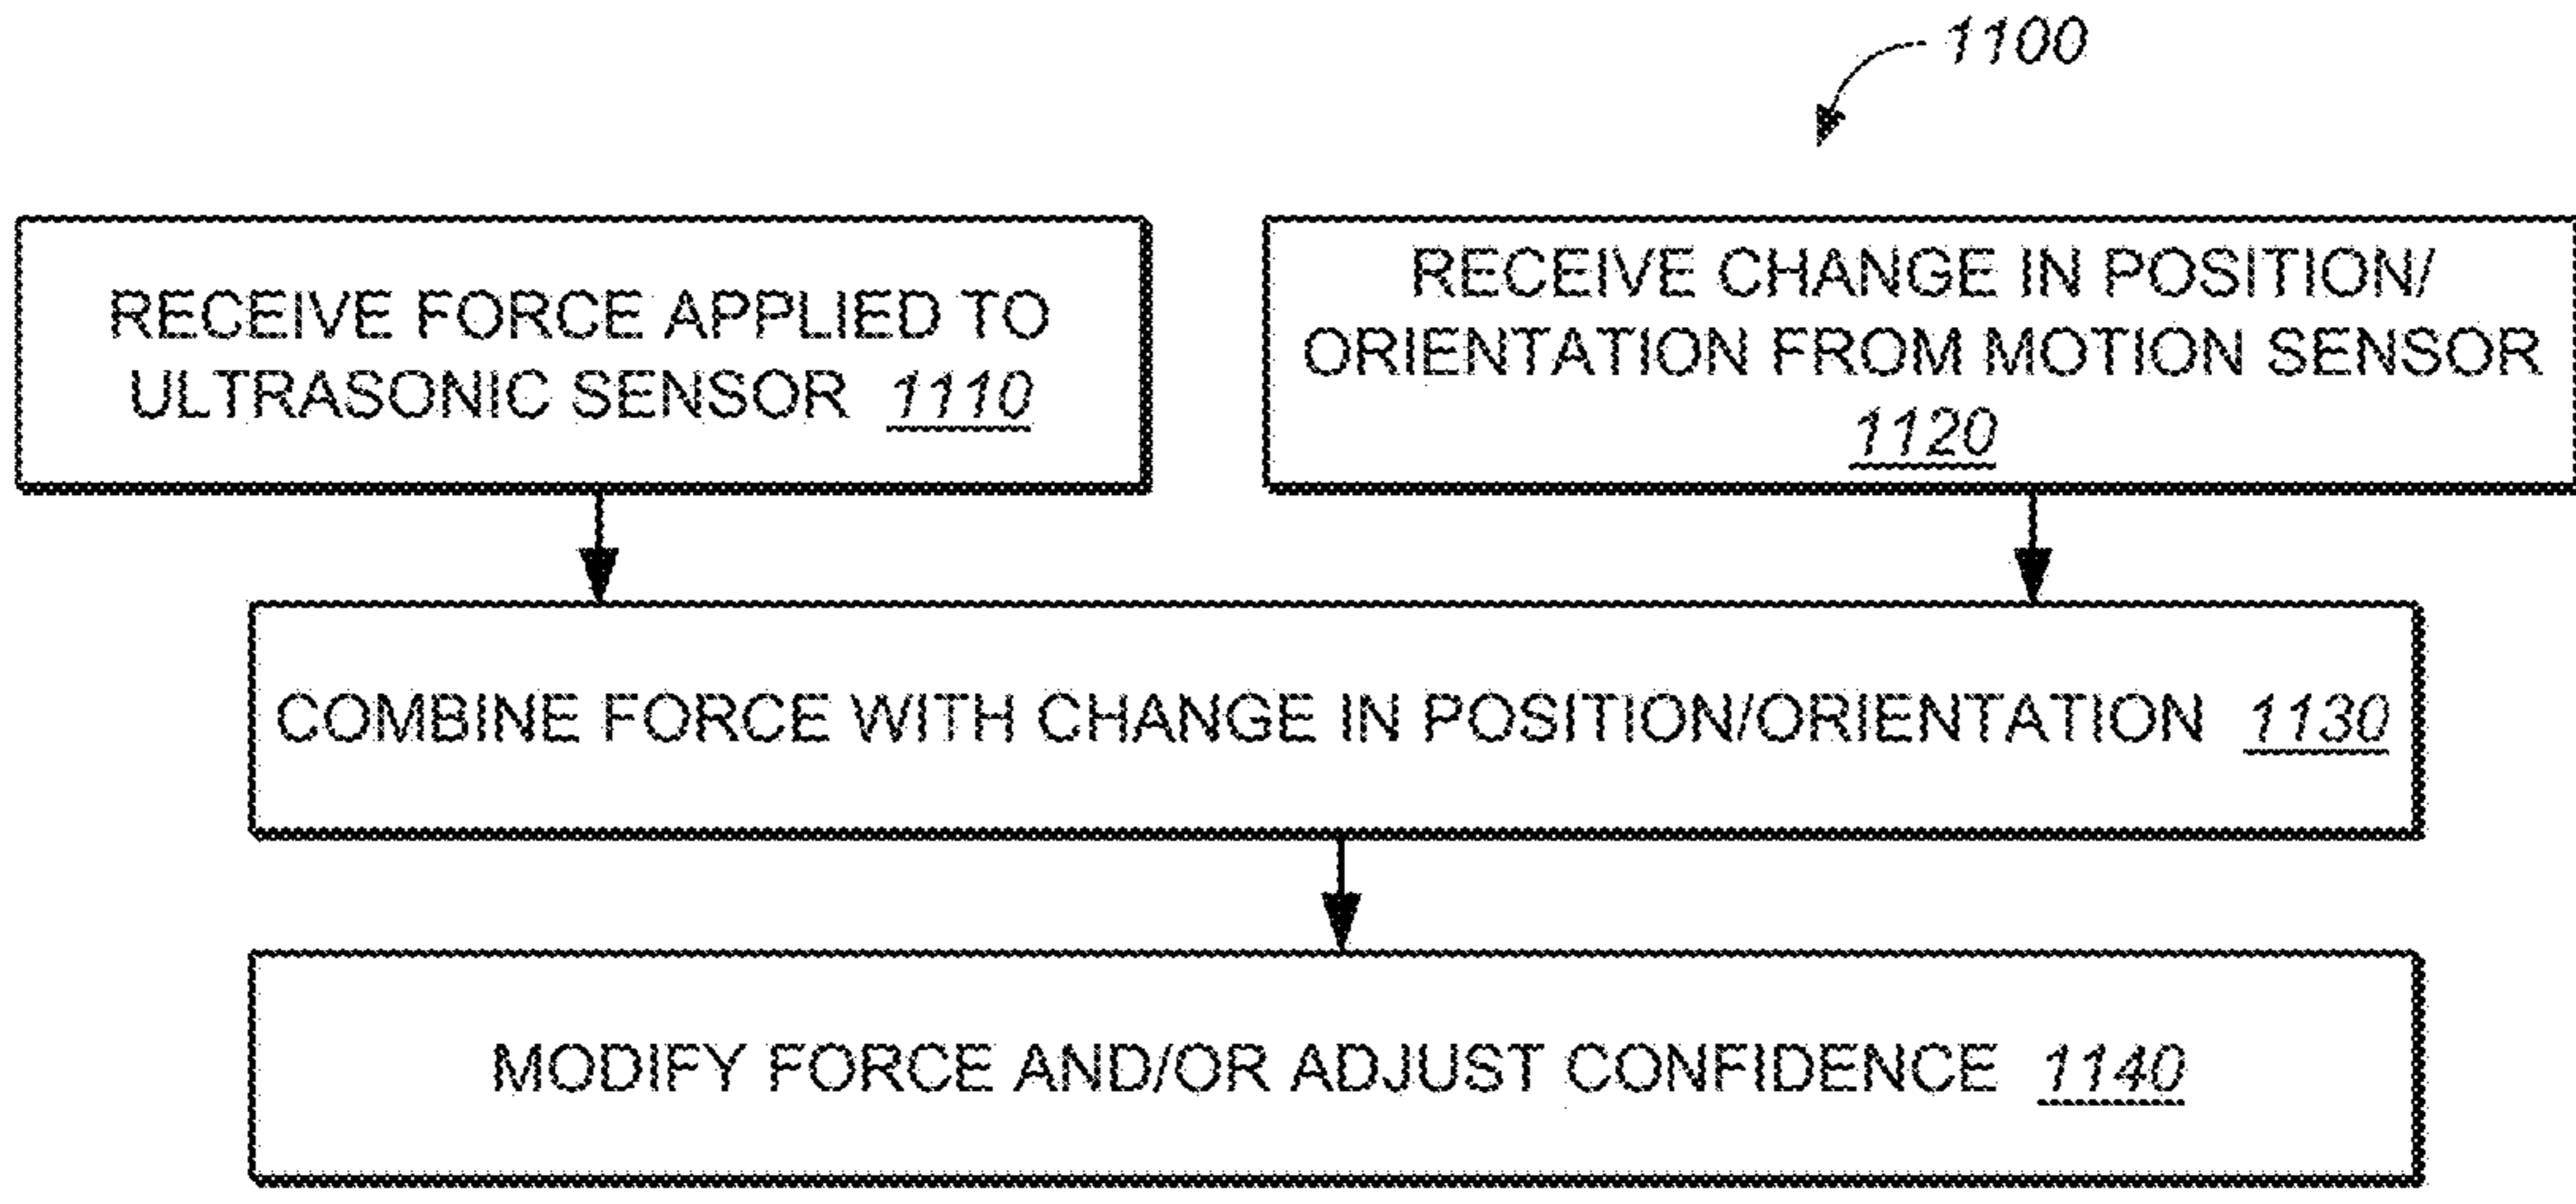 1100
RECEIVE FORCE APPLIED TO
ULTRASONIC SENSOR 1110
RECEIVE CHANGE IN POSITION/
ORIENTATION FROM MOTION SENSOR
1120
COMBINE FORCE WITH CHANGE IN POSITION/ORIENTATION 1130
MODIFY FORCE AND/OR ADJUST CONFIDENCE 1140